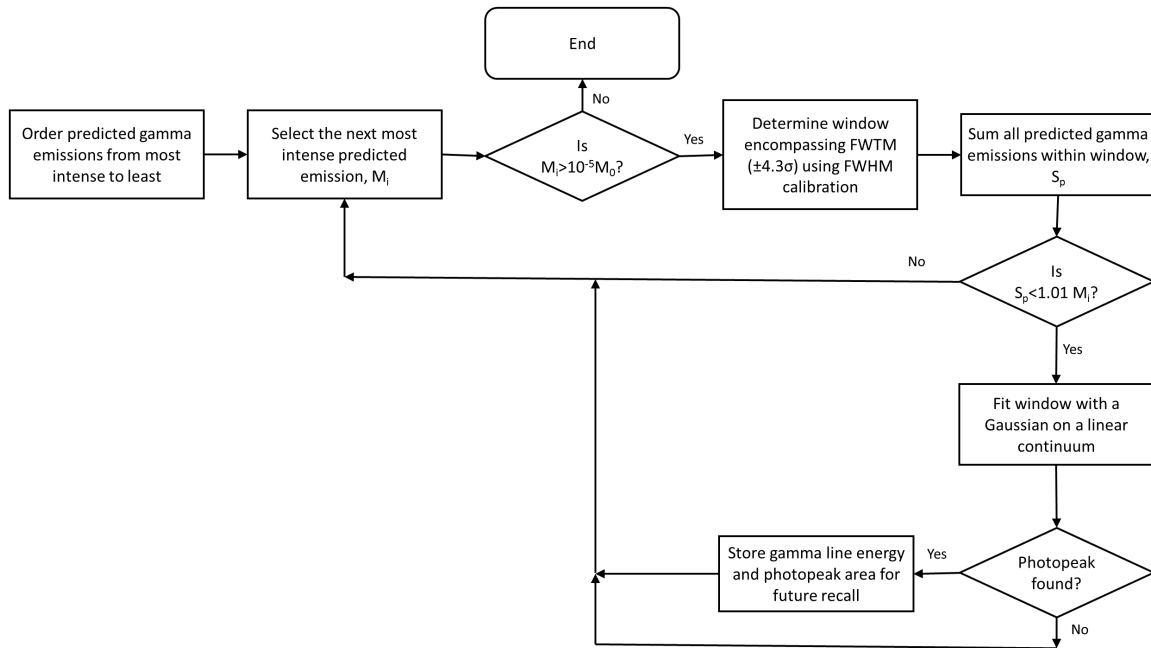 End
No
Order predicted gamma
emissions from most
intense to least
Select the next most
intense predicted
emission, Mᵢ
Is
Mᵢ>10⁻⁵M₀?
Yes
Determine window
encompassing FWTM
(±4.3σ) using FWHM
calibration
Sum all predicted gamma
emissions within window,
Sₚ
No
Is
Sₚ<1.01 Mᵢ?
Yes
Fit window with a
Gaussian on a linear
continuum
Store gamma line energy
and photopeak area for
future recall
Yes
Photopeak
found?
No